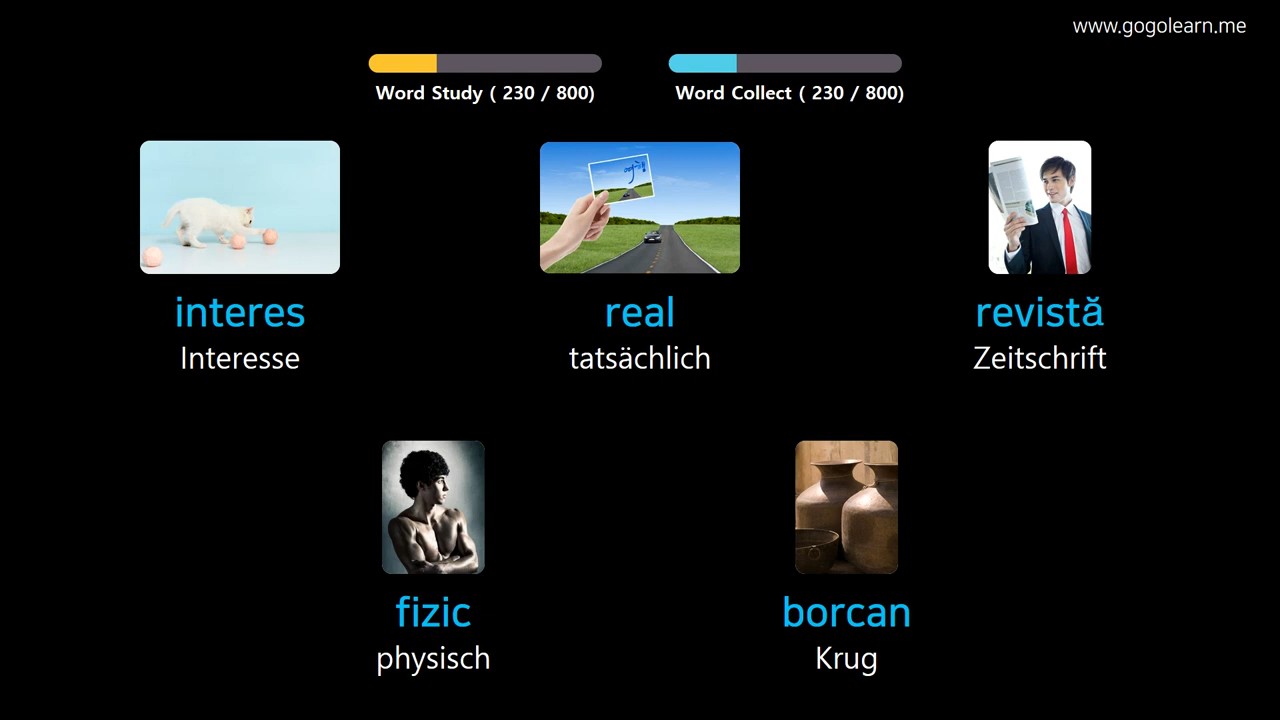 www.gogolearn.me
Word Study ( 230 / 800)
Word Collect ( 230 / 800)
interes
real
revistă
Interesse
tatsächlich
Zeitschrift
fizic
borcan
physisch
Krug